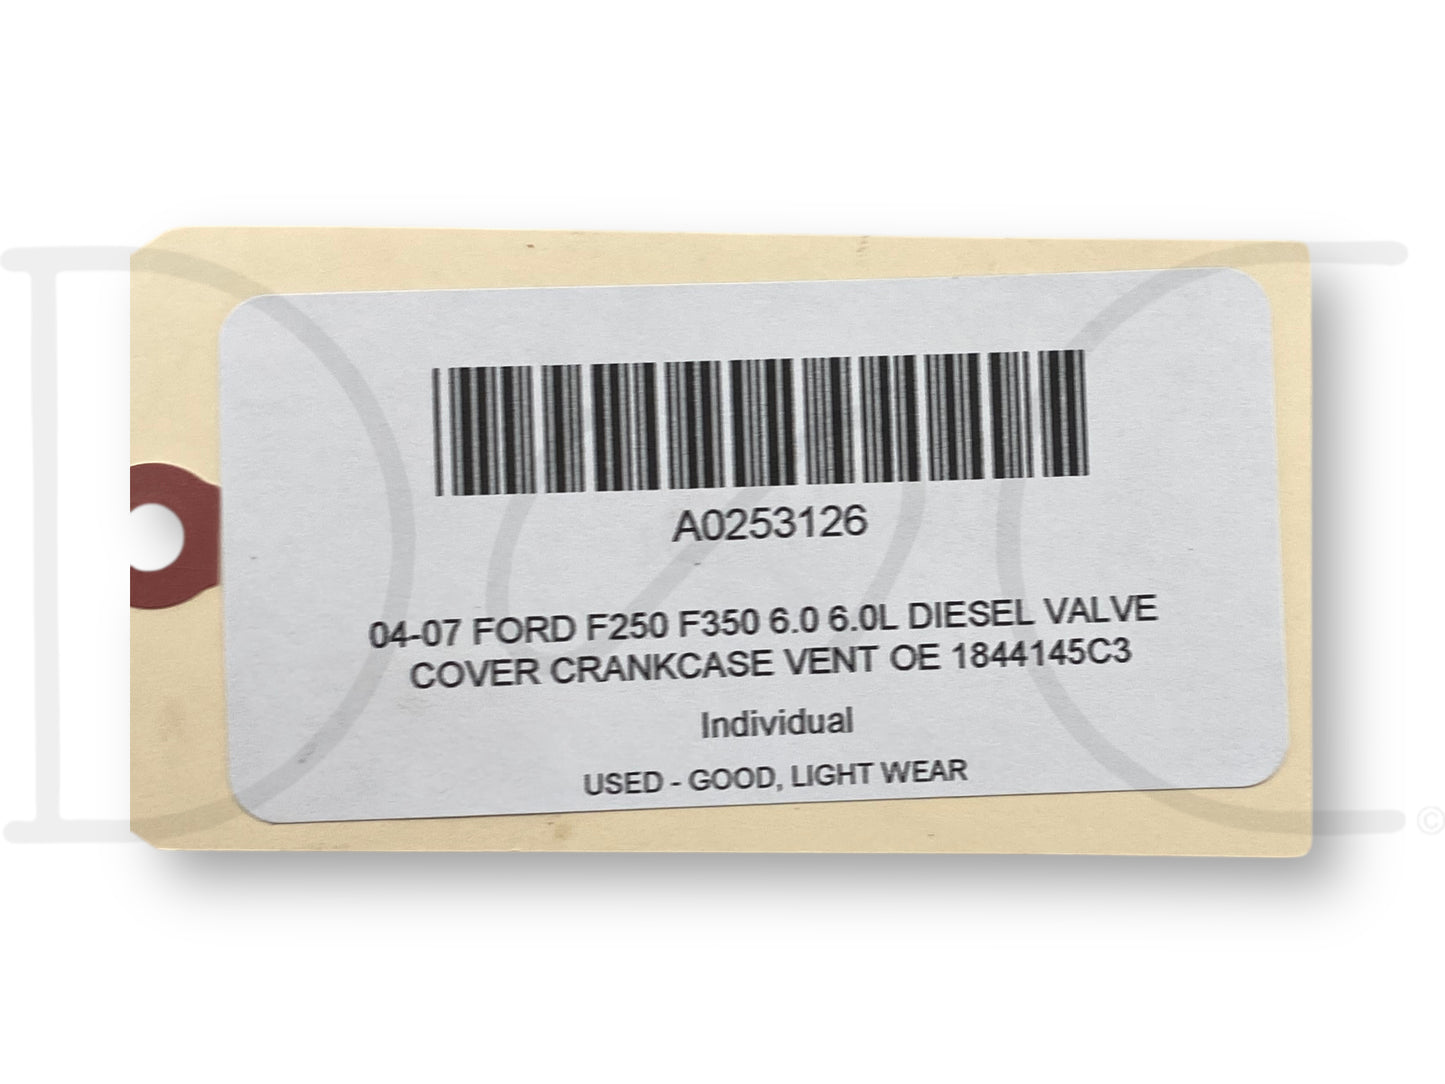 A0253126
04-07 FORD F250 F350 6.0 6.0L DIESEL VALVE
COVER CRANKCASE VENT OE 1844145C3
Individual
USED - GOOD, LIGHT WEAR
©